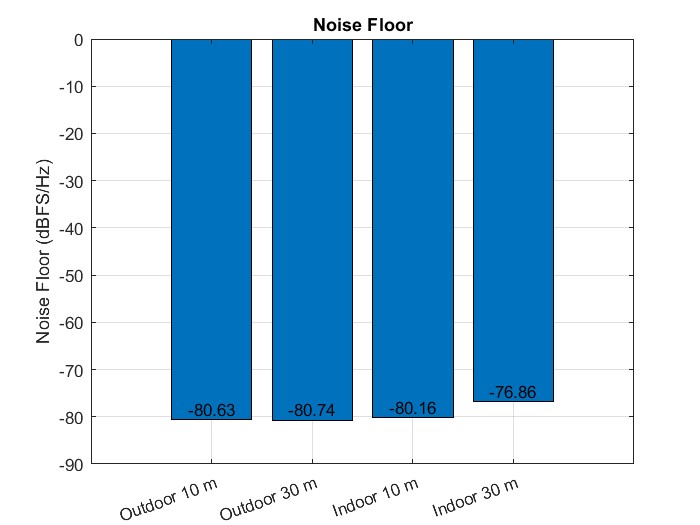 Noise Floor
0
-10
-20
-30
-40
-50
-60
-70
-80
-90
Noise Floor (dBFS/Hz)
-80.63
-80.74
-80.16
-76.86
Outdoor 10 m
Outdoor 30 m
Indoor 10 m
Indoor 30 m